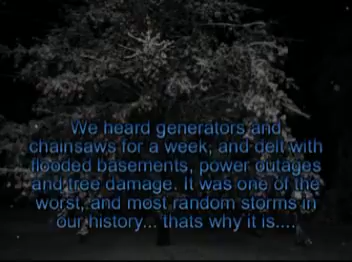 We heard generators and
chainsaws for a week, and delt with
flooded basements, power outages
and tree damage. It was one of the
worst, and most random storms in
our history... thats why it is....